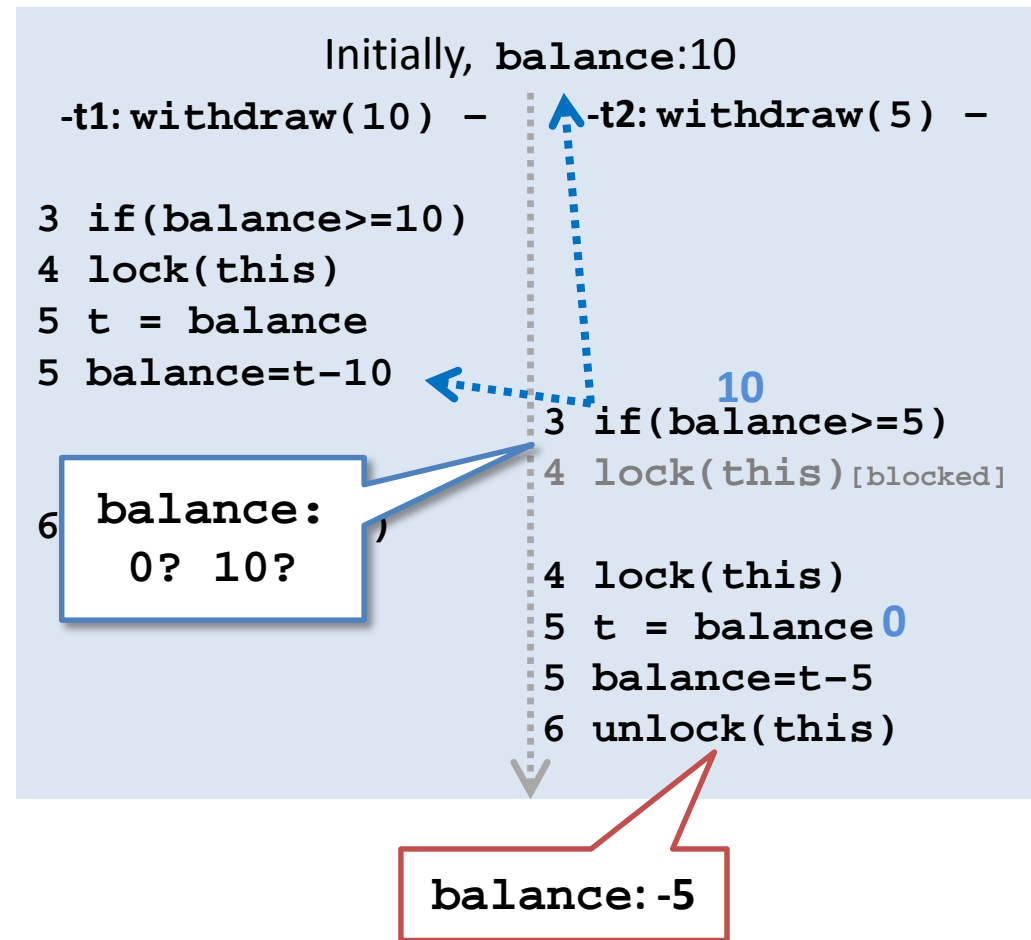 Initially, balance:10
-t1: withdraw(10) –
-t2: withdraw(5) –
3 if(balance>=10)
4 lock(this)
5 t = balance
5 balance=t-10
10
3 if(balance>=5)
4 lock(this)[blocked]
balance:
0? 10?
6 )
4 lock(this)
5 t = balance 0
5 balance=t-5
6 unlock(this)
balance: -5